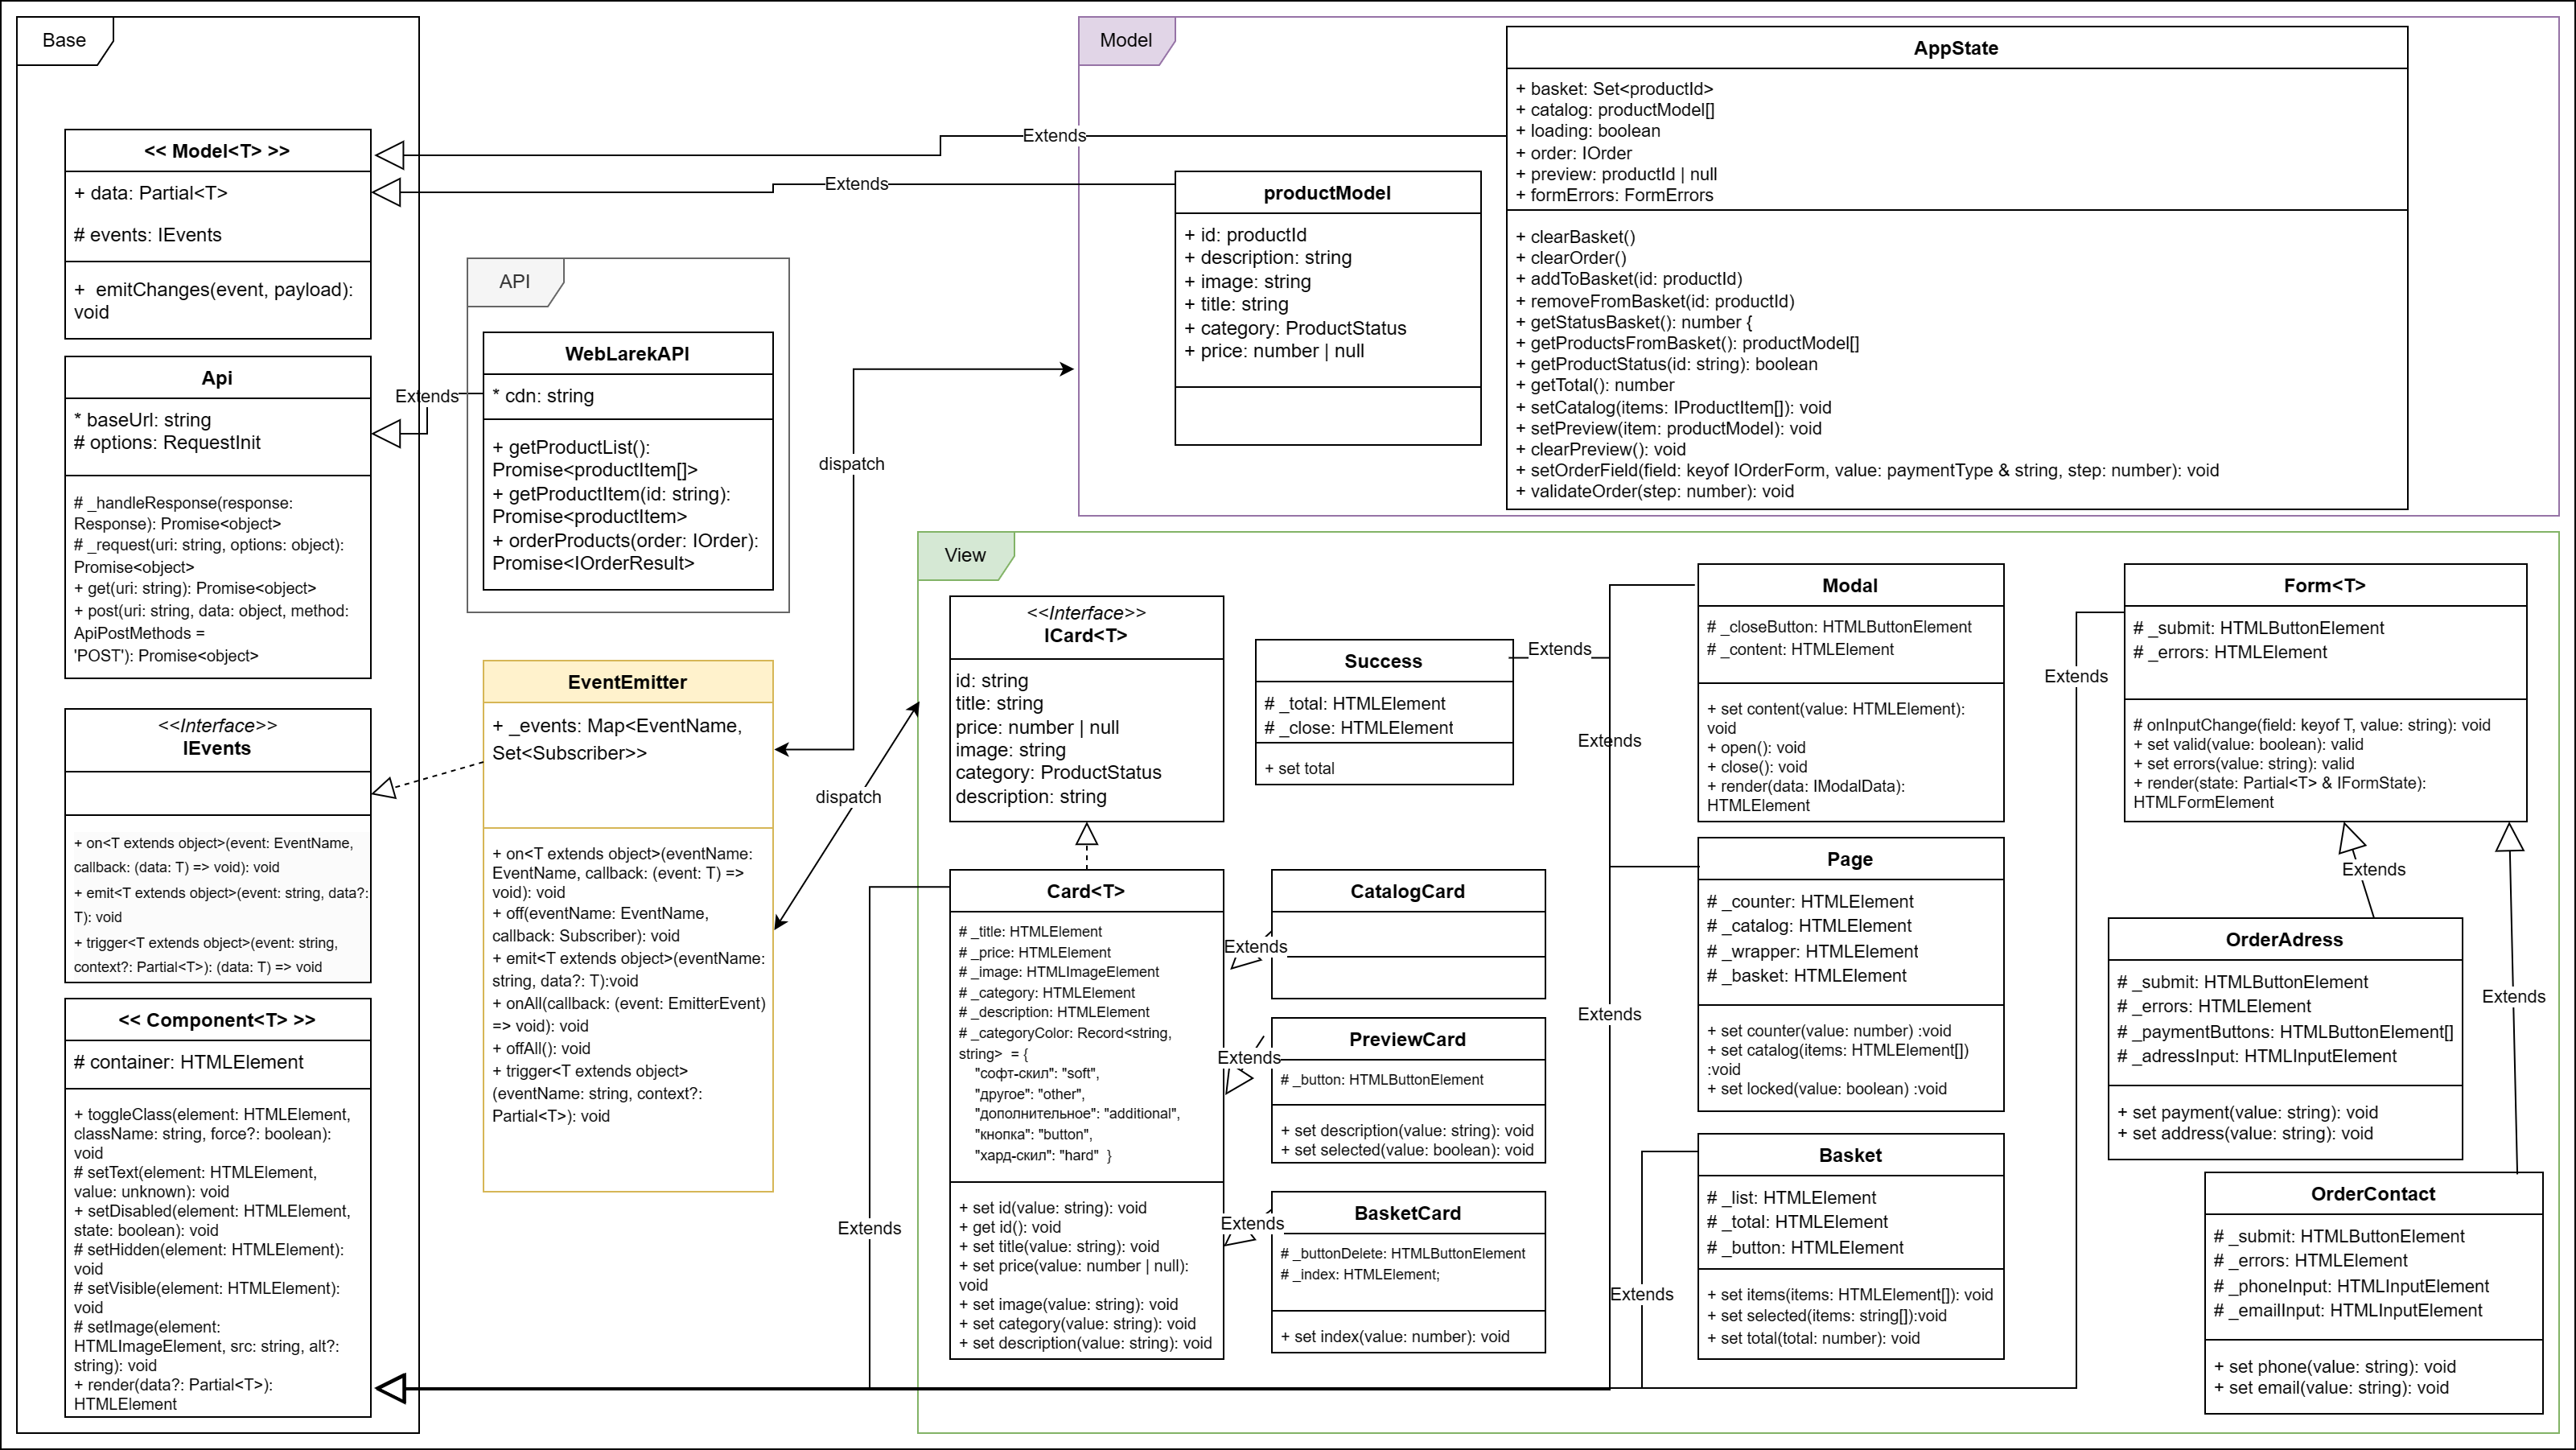 Base
<< Model<T> >>
+ data: Partial<T>
# events: IEvents
+  emitChanges(event, payload):
void
Api
* baseUrl: string
# options: RequestInit
# _handleResponse(response:
Response): Promise<object>
# _request(uri: string, options: object):
Promise<object>
+ get(uri: string): Promise<object>
+ post(uri: string, data: object, method:
ApiPostMethods =
'POST'): Promise<object>
<<Interface>>
IEvents
+ on<T extends object>(event: EventName,
callback: (data: T) => void): void
+ emit<T extends object>(event: string, data?:
T): void
+ trigger<T extends object>(event: string,
context?: Partial<T>): (data: T) => void
<< Component<T> >>
# container: HTMLElement
+ toggleClass(element: HTMLElement,
className: string, force?: boolean):
void
# setText(element: HTMLElement,
value: unknown): void
+ setDisabled(element: HTMLElement,
state: boolean): void
# setHidden(element: HTMLElement):
void
# setVisible(element: HTMLElement):
void
# setImage(element:
HTMLImageElement, src: string, alt?:
string): void
+ render(data?: Partial<T>):
HTMLElement
API
WebLarekAPI
* cdn: string
+ getProductList():
Promise<productItem[]>
+ getProductItem(id: string):
Promise<productItem>
+ orderProducts(order: IOrder):
Promise<IOrderResult>
Extends
EventEmitter
+ _events: Map<EventName,
Set<Subscriber>>
+ on<T extends object>(eventName:
EventName, callback: (event: T) =>
void): void
+ off(eventName: EventName,
callback: Subscriber): void
+ emit<T extends object>(eventName:
string, data?: T):void
+ onAll(callback: (event: EmitterEvent)
=> void): void
+ offAll(): void
+ trigger<T extends object>
(eventName: string, context?:
Partial<T>): void
dispatch
dispatch
Extends
Extends
Model
productModel
+ id: productId
+ description: string
+ image: string
+ title: string
+ category: ProductStatus
+ price: number | null
AppState
+ basket: Set<productId>
+ catalog: productModel[]
+ loading: boolean
+ order: IOrder
+ preview: productId | null
+ formErrors: FormErrors
+ clearBasket()
+ clearOrder()
+ addToBasket(id: productId)
+ removeFromBasket(id: productId)
+ getStatusBasket(): number {
+ getProductsFromBasket(): productModel[]
+ getProductStatus(id: string): boolean
+ getTotal(): number
+ setCatalog(items: IProductItem[]): void
+ setPreview(item: productModel): void
+ clearPreview(): void
+ setOrderField(field: keyof IOrderForm, value: paymentType & string, step: number): void
+ validateOrder(step: number): void
View
<<Interface>>
ICard<T>
id: string
title: string
price: number | null
image: string
category: ProductStatus
description: string
Card<T>
# _title: HTMLElement
# _price: HTMLElement
# _image: HTMLImageElement
# _category: HTMLElement
# _description: HTMLElement
# _categoryColor: Record<string,
string>  = {
"софт-скил": "soft",
"другое": "other",
"дополнительное": "additional",
"кнопка": "button",
"хард-скил": "hard"  }
+ set id(value: string): void
+ get id(): void
+ set title(value: string): void
+ set price(value: number | null):
void
+ set image(value: string): void
+ set category(value: string): void
+ set description(value: string): void
Extends
Success
# _total: HTMLElement
# _close: HTMLElement
+ set total
Extends
CatalogCard
Extends
PreviewCard
# _button: HTMLButtonElement
+ set description(value: string): void
+ set selected(value: boolean): void
Extends
BasketCard
# _buttonDelete: HTMLButtonElement
# _index: HTMLElement;
+ set index(value: number): void
Extends
Extends
Extends
Extends
Modal
# _closeButton: HTMLButtonElement
# _content: HTMLElement
+ set content(value: HTMLElement):
void
+ open(): void
+ close(): void
+ render(data: IModalData):
HTMLElement
Page
# _counter: HTMLElement
# _catalog: HTMLElement
# _wrapper: HTMLElement
# _basket: HTMLElement
+ set counter(value: number) :void
+ set catalog(items: HTMLElement[])
:void
+ set locked(value: boolean) :void
Basket
# _list: HTMLElement
# _total: HTMLElement
# _button: HTMLElement
+ set items(items: HTMLElement[]): void
+ set selected(items: string[]):void
+ set total(total: number): void
Extends
Form<T>
# _submit: HTMLButtonElement
# _errors: HTMLElement
# onInputChange(field: keyof T, value: string): void
+ set valid(value: boolean): valid
+ set errors(value: string): valid
+ render(state: Partial<T> & IFormState):
HTMLFormElement
Extends
OrderAdress
# _submit: HTMLButtonElement
# _errors: HTMLElement
# _paymentButtons: HTMLButtonElement[]
# _adressInput: HTMLInputElement
+ set payment(value: string): void
+ set address(value: string): void
Extends
OrderContact
# _submit: HTMLButtonElement
# _errors: HTMLElement
# _phoneInput: HTMLInputElement
# _emailInput: HTMLInputElement
+ set phone(value: string): void
+ set email(value: string): void